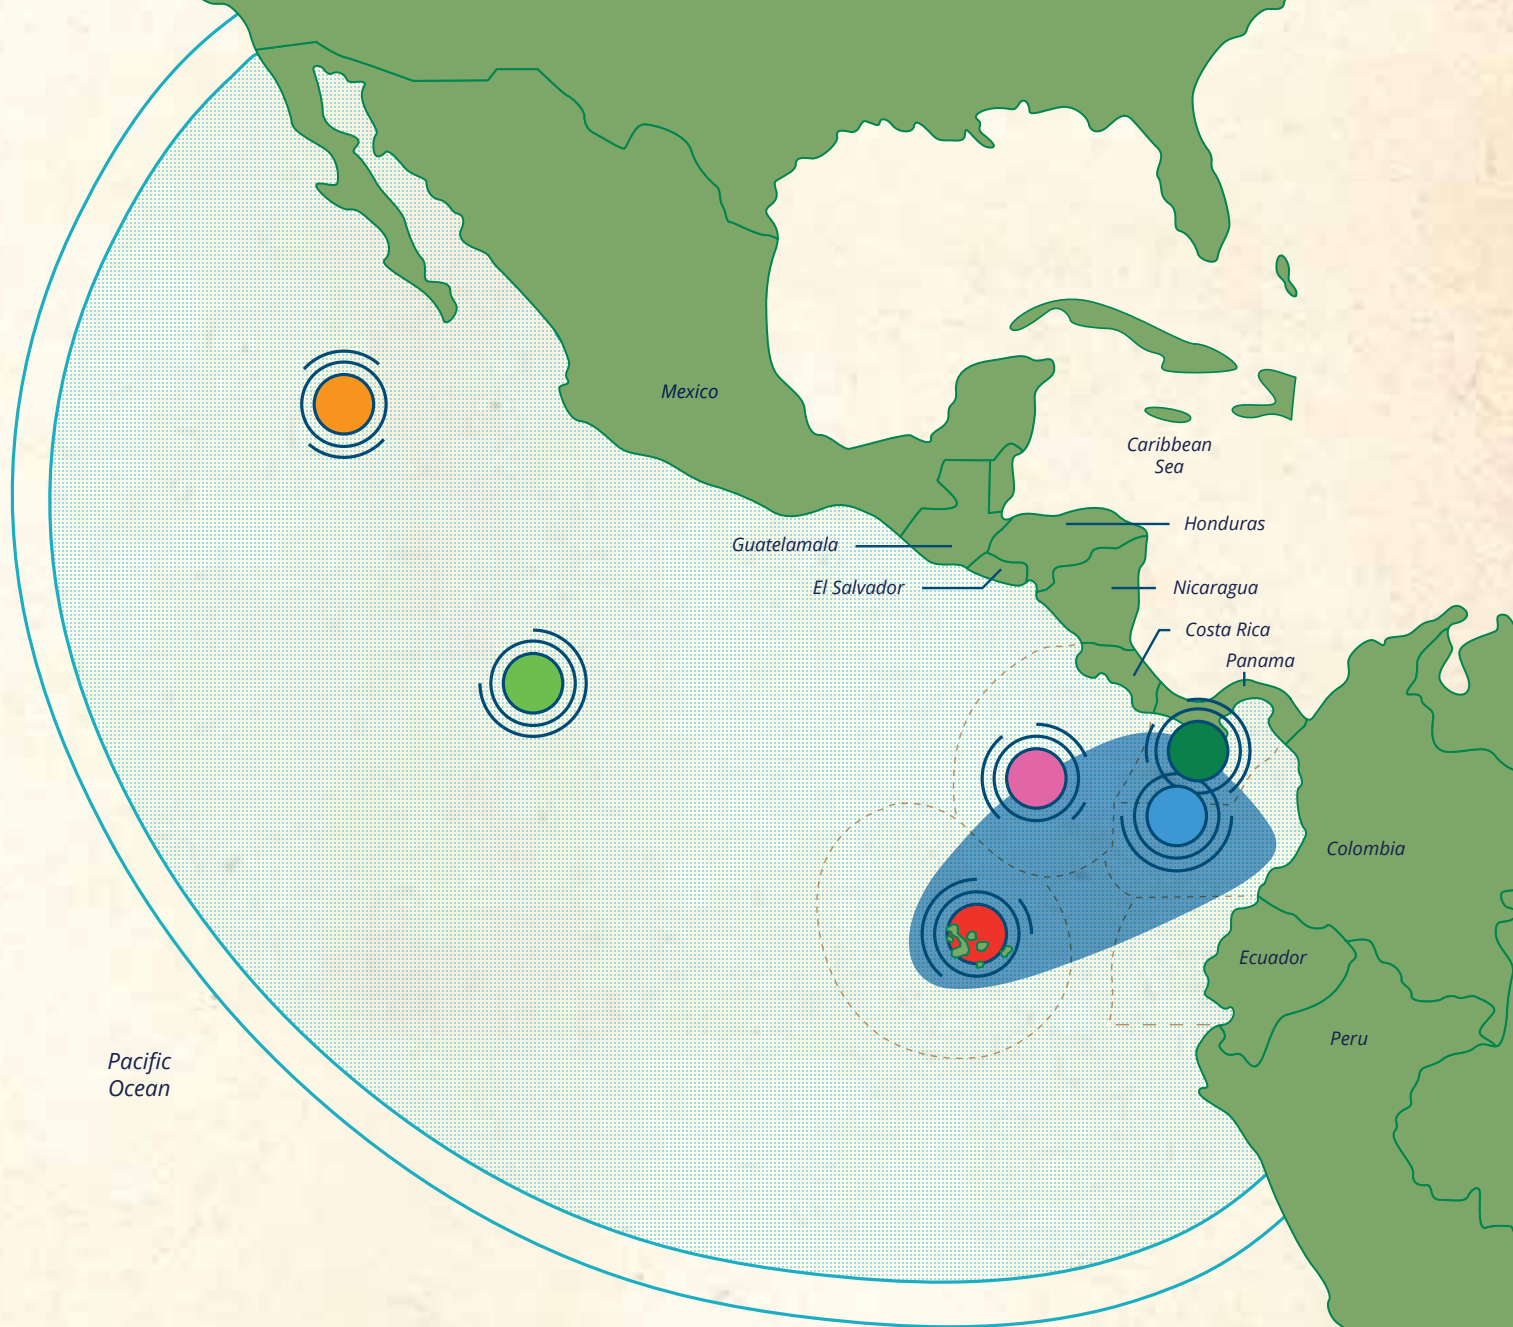 Mexico
Caribbean
Sea
Honduras
Guatelamala
El Salvador
Nicaragua
Costa Rica
Panama
Colombia
Ecuador
Peru
Pacific
Ocean